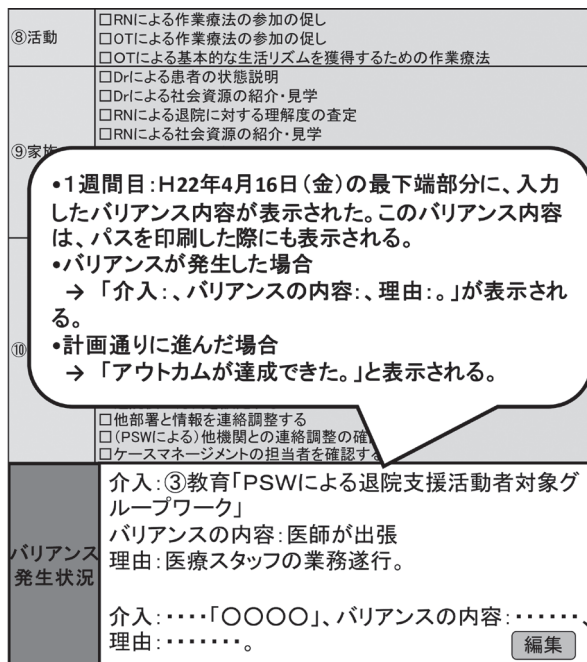 ⑧活動
□RNによる作業療法の参加の促し
□OTによる作業療法の参加の促し
□OTによる基本的な生活リズムを獲得するための作業療法
⑨家族
□Drによる患者の状態説明
□Drによる社会資源の紹介・見学
□RNによる退院に対する理解度の査定
□RNによる社会資源の紹介・見学
•1週間目:H22年4月16日(金)の最下端部分に、入力
したバリアンス内容が表示された。このバリアンス内容
は、パスを印刷した際にも表示される。
•バリアンスが発生した場合
→ 「介入:、バリアンスの内容:、理由:。」が表示され
る。
•計画通りに進んだ場合
→ 「アウトカムが達成できた。」と表示される。
⑩
□他部署と情報を連絡調整する
□(PSWによる)他機関との連絡調整の確
□ケースマネージメントの担当者を確認す
バリアンス
発生状況
介入:③教育「PSWによる退院支援活動者対象グ
ループワーク」
バリアンスの内容:医師が出張
理由:医療スタッフの業務遂行。
介入:・・・・「○○○○」、バリアンスの内容:・・・・・・、
理由:・・・・・・・。
編集